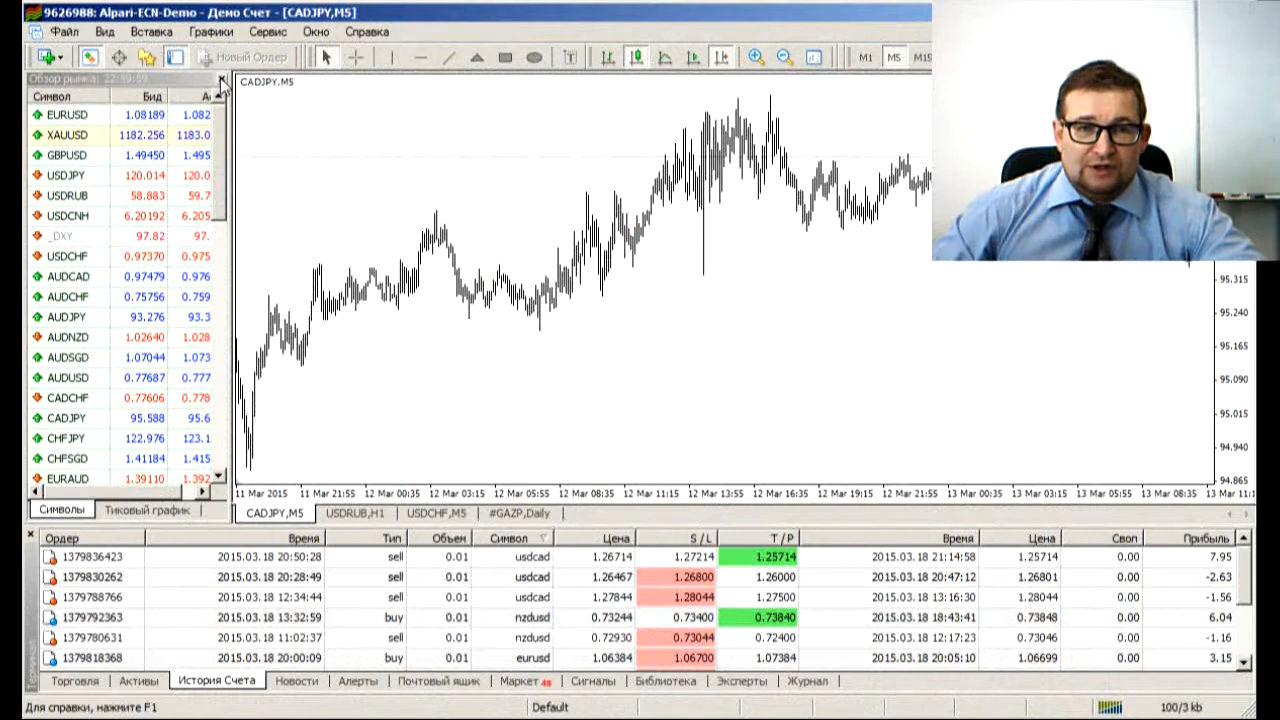 9626988: Alpari-ECN-Demo - Демо Счет - [CADJPY,M5]
Файл Вид Вставка Графики Сервис Окно Справка
Новый Ордер M1 M5 M15
Обзор рынка: 22:59:59
Символ Бид А
EURUSD 1.08189 1.082
XAUUSD 1182.256 1183.0
GBPUSD 1.49450 1.495
USDJPY 120.014 120.0
USDRUB 58.883 59.7
USDCNH 6.20192 6.205
_DXY 97.82 97.
USDCHF 0.97370 0.975
AUDCAD 0.97479 0.976
AUDCHF 0.75756 0.759
AUDJPY 93.276 93.3
AUDNZD 1.02640 1.028
AUDSGD 1.07044 1.073
AUDUSD 0.77687 0.777
CADCHF 0.77606 0.778
CADJPY 95.588 95.6
CHFJPY 122.976 123.1
CHFSGD 1.41184 1.415
EURAUD 1.39110 1.392
Символы Тиковый график
CADJPY,M5
95.315
95.240
95.165
95.090
95.015
94.940
94.865
11 Mar 2015 11 Mar 21:55 12 Mar 00:35 12 Mar 03:15 12 Mar 05:55 12 Mar 08:35 12 Mar 11:15 12 Mar 13:55 12 Mar 16:35 12 Mar 19:15 12 Mar 21:55 13 Mar 00:35 13 Mar 03:15 13 Mar 05:55 13 Mar 08:35 13 Mar 11:1
CADJPY,M5 USDRUB,H1 USDCHF,M5 #GAZP,Daily
Ордер Время Тип Объем Символ Цена S / L T / P Время Цена Своп Прибыль
1379836423 2015.03.18 20:50:28 sell 0.01 usdcad 1.26714 1.27214 1.25714 2015.03.18 21:14:58 1.25714 0.00 7.95
1379830262 2015.03.18 20:28:49 sell 0.01 usdcad 1.26467 1.26800 1.26000 2015.03.18 20:47:12 1.26801 0.00 -2.63
1379788766 2015.03.18 12:34:44 sell 0.01 usdcad 1.27844 1.28044 1.27500 2015.03.18 13:16:30 1.28044 0.00 -1.56
1379792363 2015.03.18 13:32:59 buy 0.01 nzdusd 0.73244 0.73400 0.73840 2015.03.18 18:43:41 0.73848 0.00 6.04
1379780631 2015.03.18 11:02:37 sell 0.01 nzdusd 0.72930 0.73044 0.72400 2015.03.18 12:17:23 0.73046 0.00 -1.16
1379818368 2015.03.18 20:00:09 buy 0.01 eurusd 1.06384 1.06700 1.07384 2015.03.18 20:05:10 1.06699 0.00 3.15
Торговля Активы История Счета Новости Алерты Почтовый ящик Маркет 48 Сигналы Библиотека Эксперты Журнал
Для справки, нажмите F1 Default 100/3 kb